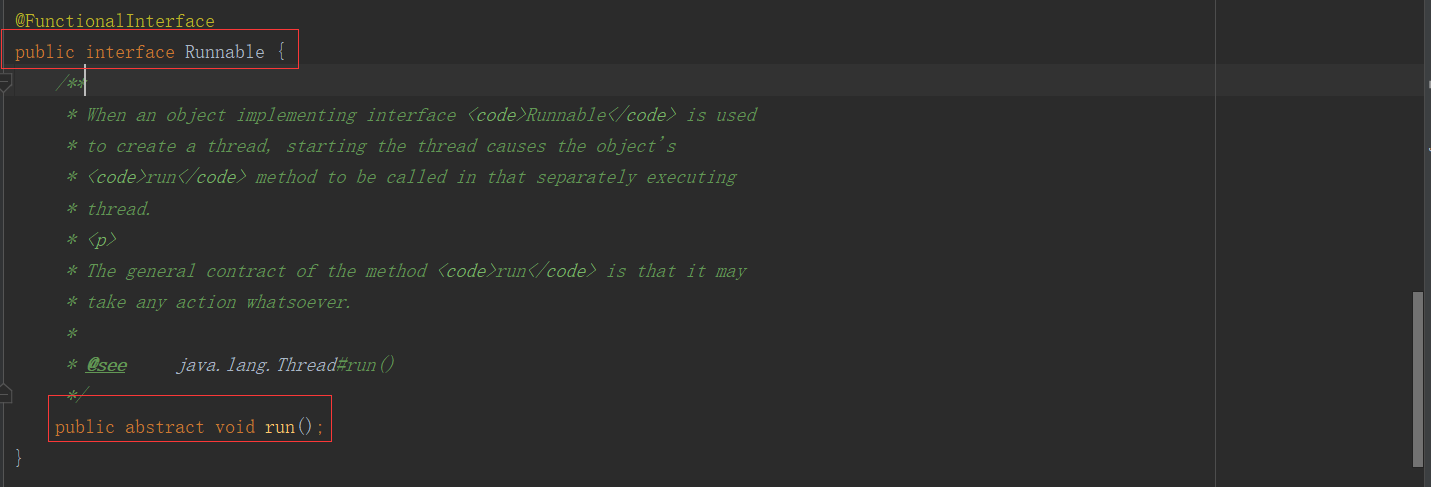 @FunctionalInterface
public interface Runnable {
/**
* When an object implementing interface <code>Runnable</code> is used
* to create a thread, starting the thread causes the object's
* <code>run</code> method to be called in that separately executing
* thread.
* <p>
* The general contract of the method <code>run</code> is that it may
* take any action whatsoever.
*
* @see     java.lang.Thread#run()
*/
public abstract void run();
}